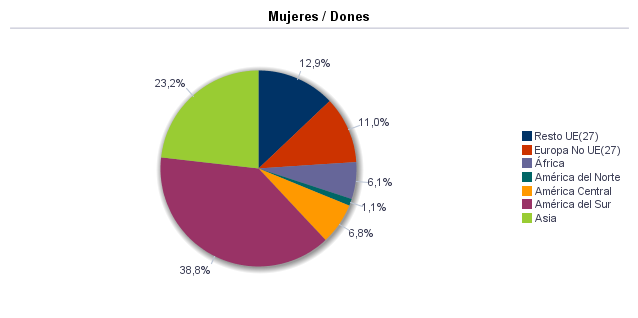 Mujeres / Dones
12,9%
23,2%
11,0%
6,1%
1,1%
6,8%
38,8%
Resto UE(27)
Europa No UE(27)
África
América del Norte
América Central
América del Sur
Asia